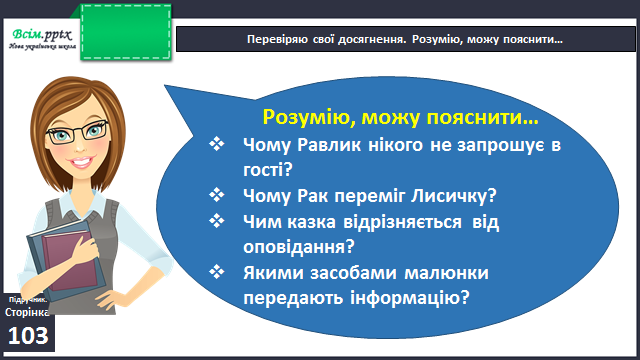 Всім.pptx
Нова українська школа
Перевіряю свої досягнення. Розумію, можу пояснити…
Розумію, можу пояснити…
❖ Чому Равлик нікого не запрошує в
гості?
❖ Чому Рак переміг Лисичку?
❖ Чим казка відрізняється від
оповідання?
❖ Якими засобами малюнки
передають інформацію?
Підручник.
Сторінка
103